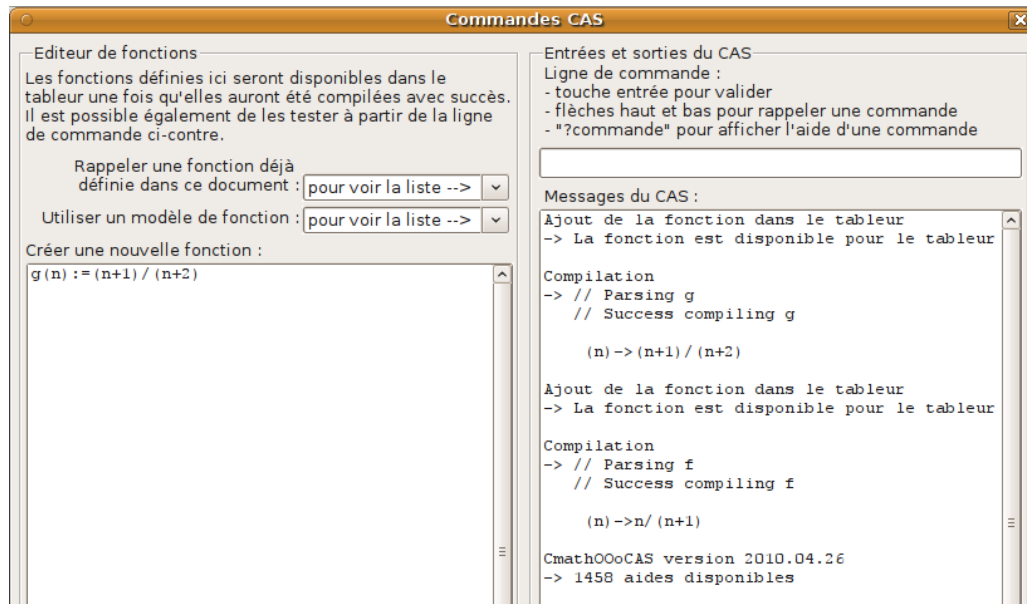 Commandes CAS
Editeur de fonctions
Les fonctions définies ici seront disponibles dans le
tableur une fois qu'elles auront été compilées avec succès.
Il est possible également de les tester à partir de la ligne
de commande ci-contre.
Rappeler une fonction déjà
définie dans ce document : pour voir la liste -->
Utiliser un modèle de fonction : pour voir la liste -->
Créer une nouvelle fonction :
g(n):=(n+1)/(n+2)
Entrées et sorties du CAS
Ligne de commande :
- touche entrée pour valider
- flèches haut et bas pour rappeler une commande
- "?commande" pour afficher l'aide d'une commande
Messages du CAS :
Ajout de la fonction dans le tableur
-> La fonction est disponible pour le tableur
Compilation
-> // Parsing g
// Success compiling g
(n)->(n+1)/(n+2)
Ajout de la fonction dans le tableur
-> La fonction est disponible pour le tableur
Compilation
-> // Parsing f
// Success compiling f
(n)->n/(n+1)
CmathOOoCAS version 2010.04.26
-> 1458 aides disponibles